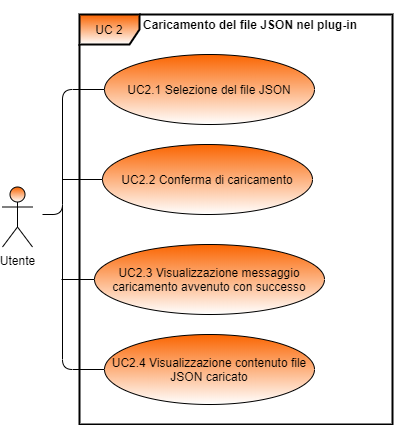 UC 2
Caricamento del file JSON nel plug-in
UC2.1 Selezione del file JSON
UC2.2 Conferma di caricamento
Utente
UC2.3 Visualizzazione messaggio
caricamento avvenuto con successo
UC2.4 Visualizzazione contenuto file
JSON caricato